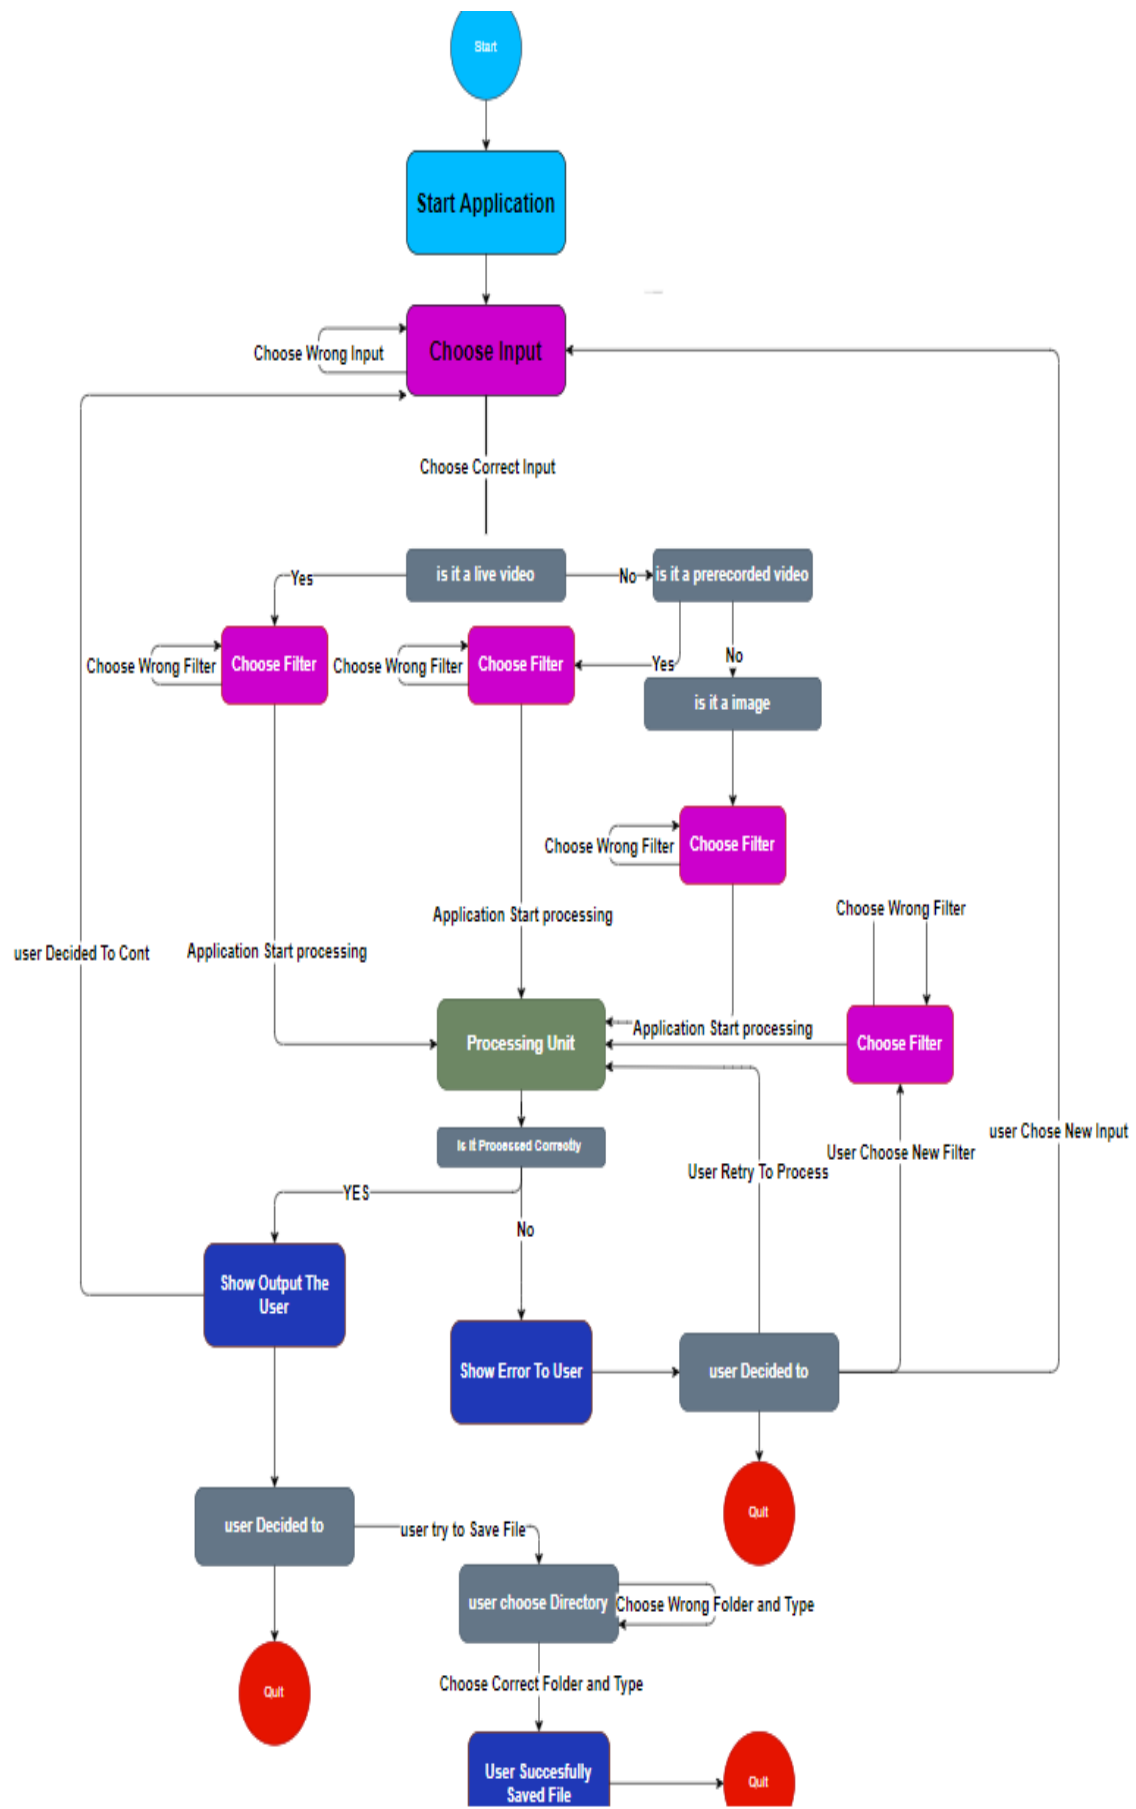 Start
Start Application
Choose Input
Choose Wrong Input
Choose Correct Input
is it a live video
Yes
No
is it a prerecorded video
Choose Filter
Choose Wrong Filter
Choose Filter
Choose Wrong Filter
Yes
No
is it a image
Choose Filter
Choose Wrong Filter
Choose Wrong Filter
Application Start processing
Application Start processing
user Decided To Cont
Processing Unit
Application Start processing
Choose Filter
Is It Processed Correctly
user Chose New Input
User Choose New Filter
User Retry To Process
YES
No
Show Output The
User
Show Error To User
user Decided to
Quit
user Decided to
user try to Save File
user choose Directory
Choose Wrong Folder and Type
Quit
Choose Correct Folder and Type
User Succesfully
Saved File
Quit